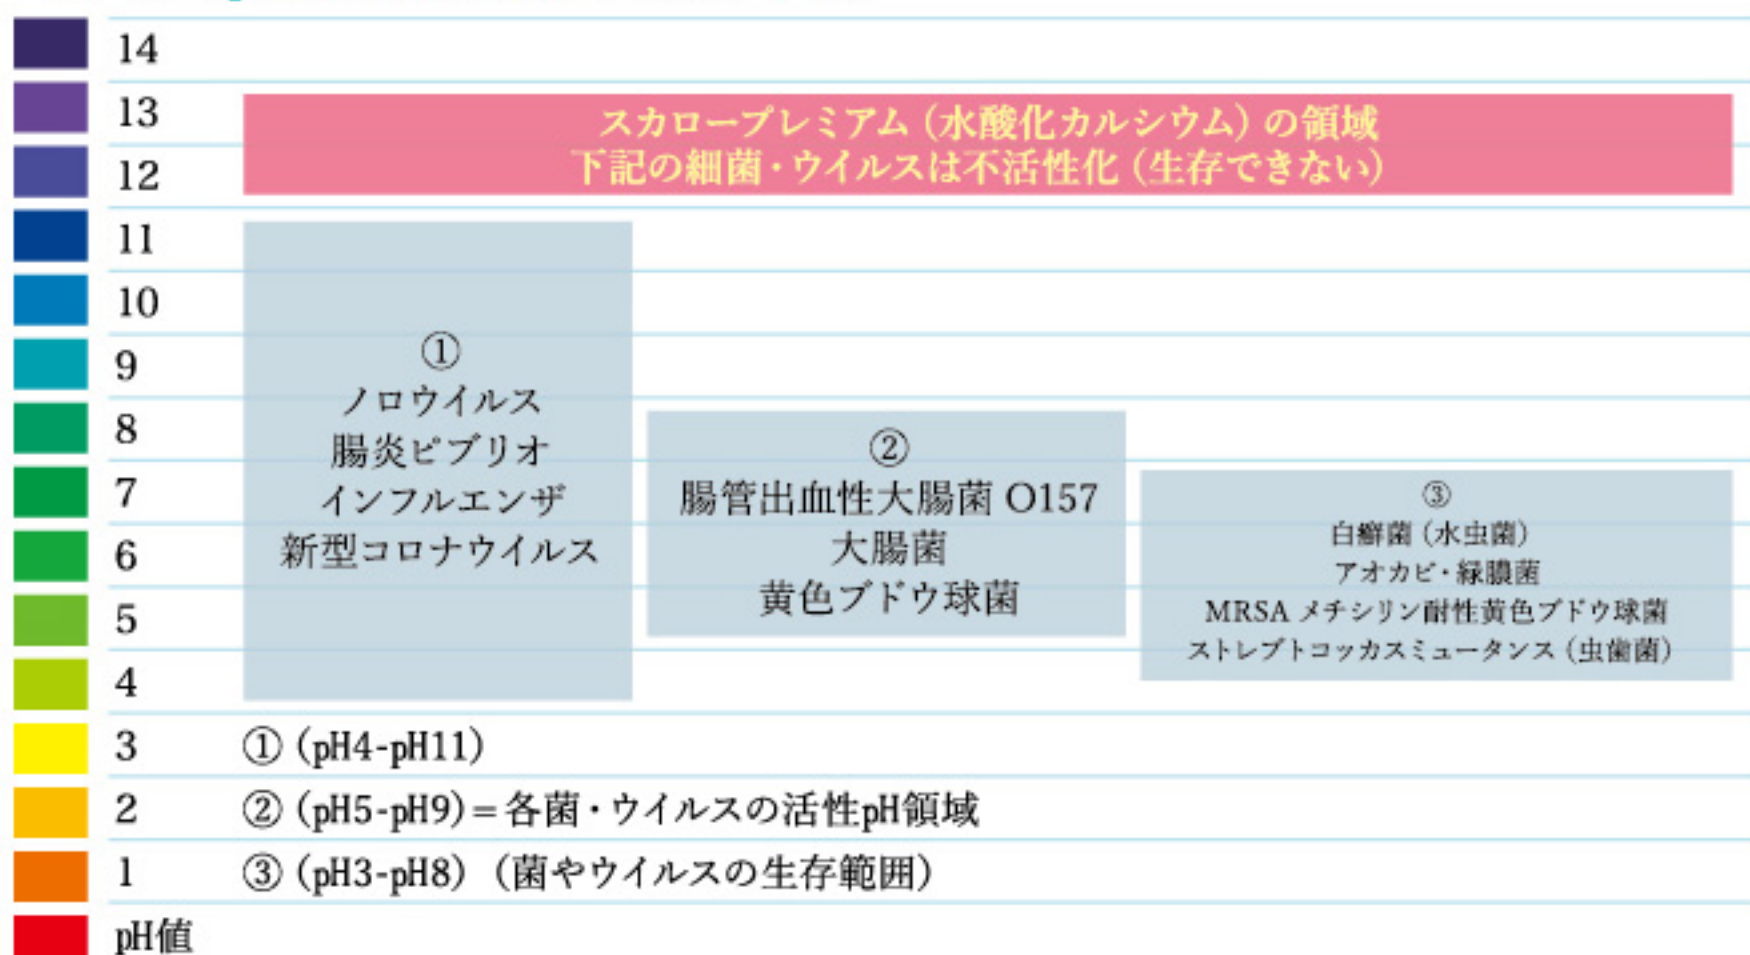 14
13
スカロープレミアム（水酸化カルシウム）の領域
下記の細菌・ウイルスは不活性化（生存できない）
12
11
10
9
8
7
6
5
4
①
ノロウイルス
腸炎ビブリオ
インフルエンザ
新型コロナウイルス
②
腸管出血性大腸菌 O157
大腸菌
黄色ブドウ球菌
③
白癬菌（水虫菌）
アオカビ・緑膿菌
MRSA メチシリン耐性黄色ブドウ球菌
ストレプトコッカスミュータンス（虫歯菌）
3 ①（pH4-pH11）
2 ②（pH5-pH9）＝各菌・ウイルスの活性pH領域
1 ③（pH3-pH8）（菌やウイルスの生存範囲）
pH値